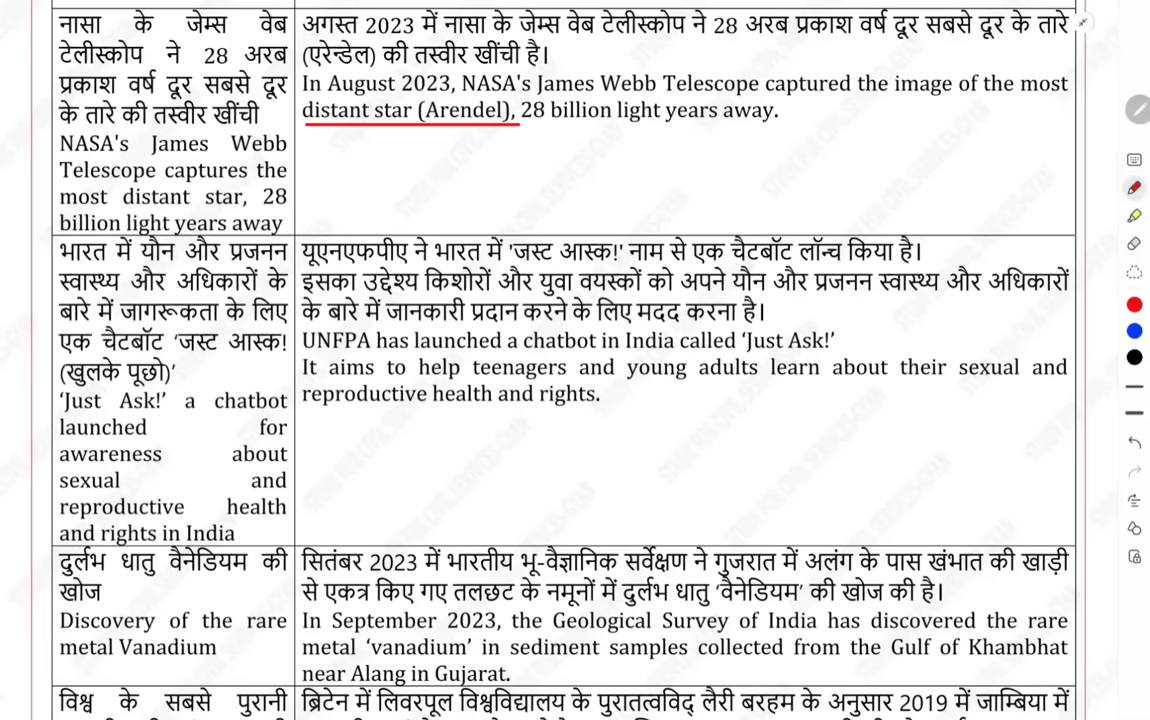 नासा के जेम्स वेब
टेलीस्कोप ने 28 अरब
प्रकाश वर्ष दूर सबसे दूर
के तारे की तस्वीर खींची
NASA's James Webb
Telescope captures the
most distant star, 28
billion light years away
अगस्त 2023 में नासा के जेम्स वेब टेलीस्कोप ने 28 अरब प्रकाश वर्ष दूर सबसे दूर के तारे
(एरेन्डेल) की तस्वीर खींची है।
In August 2023, NASA's James Webb Telescope captured the image of the most
distant star (Arendel), 28 billion light years away.
भारत में यौन और प्रजनन
स्वास्थ्य और अधिकारों के
बारे में जागरूकता के लिए
एक चैटबॉट 'जस्ट आस्क!
(खुलके पूछो)'
‘Just Ask!’ a chatbot
launched for
awareness about
sexual and
reproductive health
and rights in India
यूएनएफपीए ने भारत में 'जस्ट आस्क!' नाम से एक चैटबॉट लॉन्च किया है।
इसका उद्देश्य किशोरों और युवा वयस्कों को अपने यौन और प्रजनन स्वास्थ्य और अधिकारों
के बारे में जानकारी प्रदान करने के लिए मदद करना है।
UNFPA has launched a chatbot in India called ‘Just Ask!’
It aims to help teenagers and young adults learn about their sexual and
reproductive health and rights.
दुर्लभ धातु वैनेडियम की
खोज
Discovery of the rare
metal Vanadium
सितंबर 2023 में भारतीय भू-वैज्ञानिक सर्वेक्षण ने गुजरात में अलंग के पास खंभात की खाड़ी
से एकत्र किए गए तलछट के नमूनों में दुर्लभ धातु 'वैनेडियम' की खोज की है।
In September 2023, the Geological Survey of India has discovered the rare
metal ‘vanadium’ in sediment samples collected from the Gulf of Khambhat
near Alang in Gujarat.
विश्व के सबसे पुरानी
ब्रिटेन में लिवरपूल विश्वविद्यालय के पुरातत्वविद् लैरी बरहम के अनुसार 2019 में जाम्बिया में